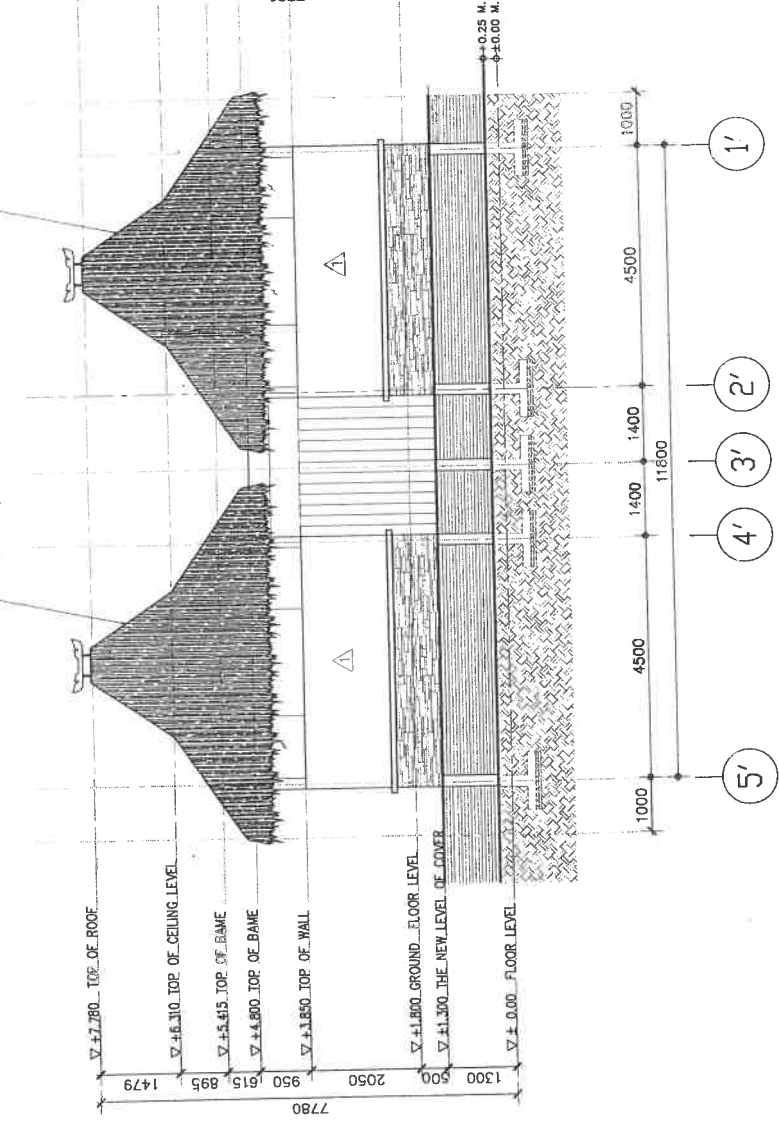 +0.25 M.
±0.00 M.
▽ +7.780 TOP OF ROOF
▽ +6.310 TOP OF CEILING LEVEL
▽ +5.415 TOP OF BAME
▽ +4.800 TOP OF BAME
▽ +3.850 TOP OF WALL
▽ +1.800 GROUND FLOOR LEVEL
▽ +1.300 THE NEW LEVEL OF COVER
▽ ± 0.00 FLOOR LEVEL
1479
895
615
950
2050
500
1300
7780
1
1
1000
4500
1400
1400
4500
1000
11800
5'
4'
3'
2'
1'